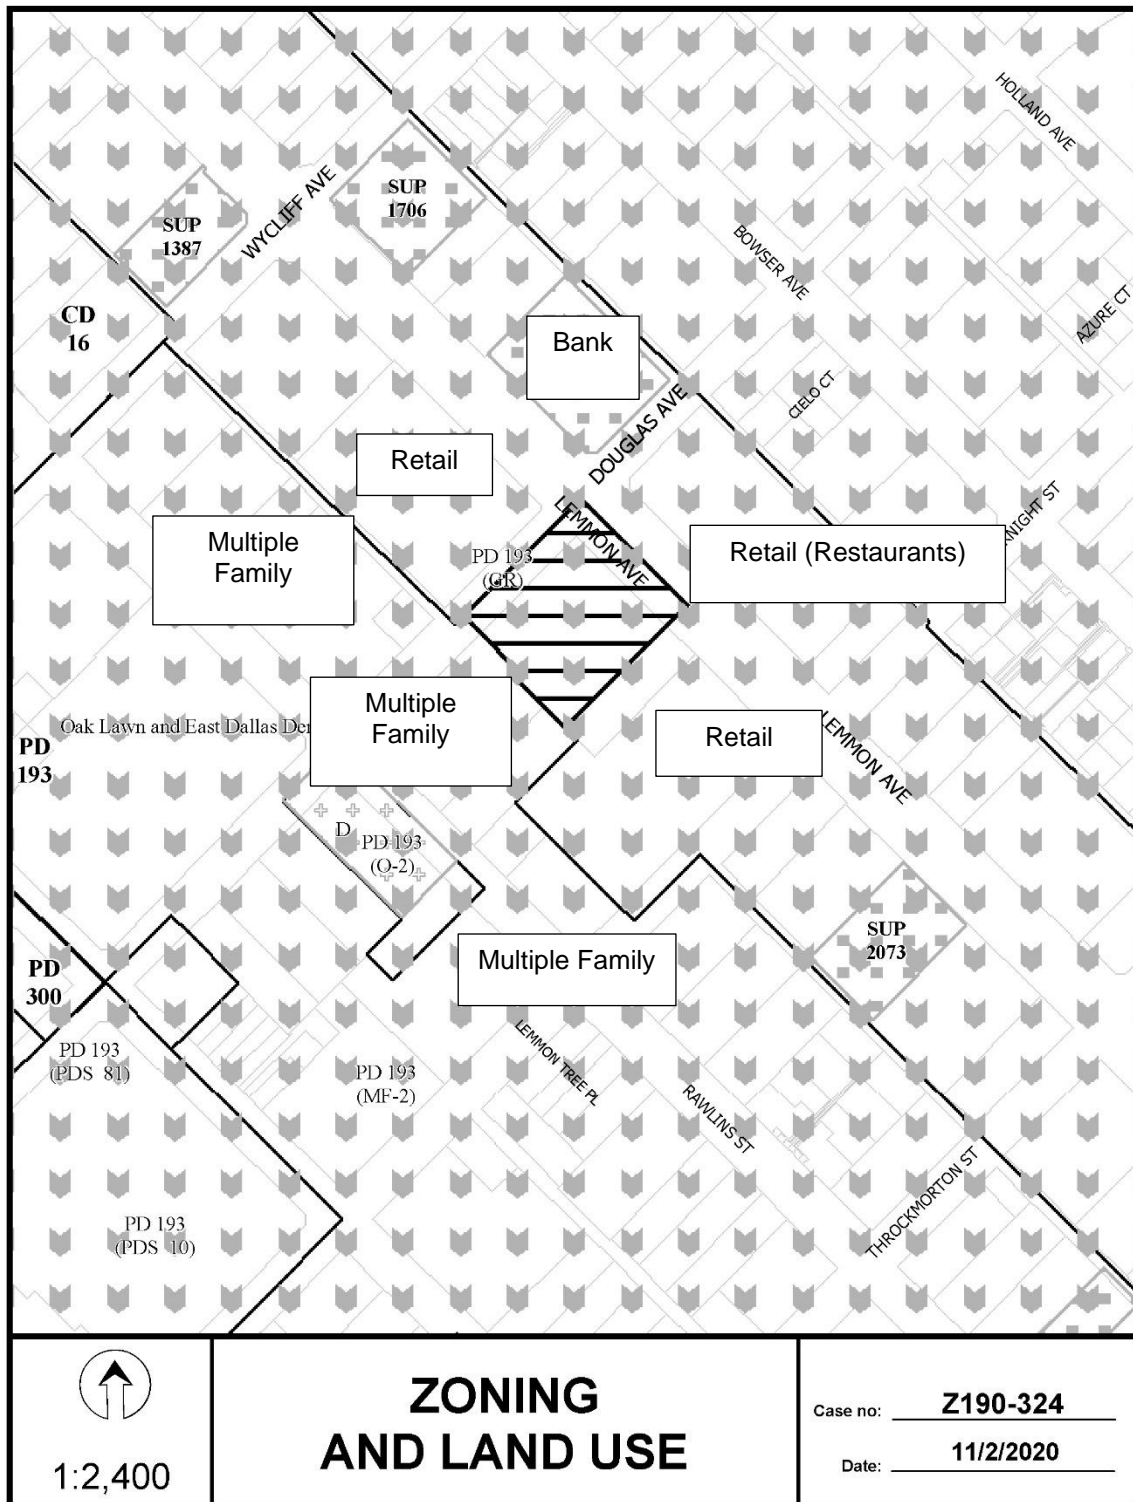 HOLLAND AVE
SUP
1706
WYCLIFF AVE
SUP
1387
BOWSER AVE
AZURE CT
CD
16
Bank
CIELO CT
DOUGLAS AVE
Retail
LEMMON AVE
KNIGHT ST
Multiple
Family
PD 193
(GR)
Retail (Restaurants)
Multiple
Family
Oak Lawn and East Dallas Der
Retail
LEMMON AVE
PD
193
D
PD 193
(O-2)
SUP
2073
Multiple Family
PD
300
PD 193
(PDS 81)
LEMMON TREE PL
PD 193
(MF-2)
RAWLINS ST
THROCKMORTON ST
PD 193
(PDS 10)
1:2,400
ZONING
AND LAND USE
Case no: Z190-324
Date: 11/2/2020